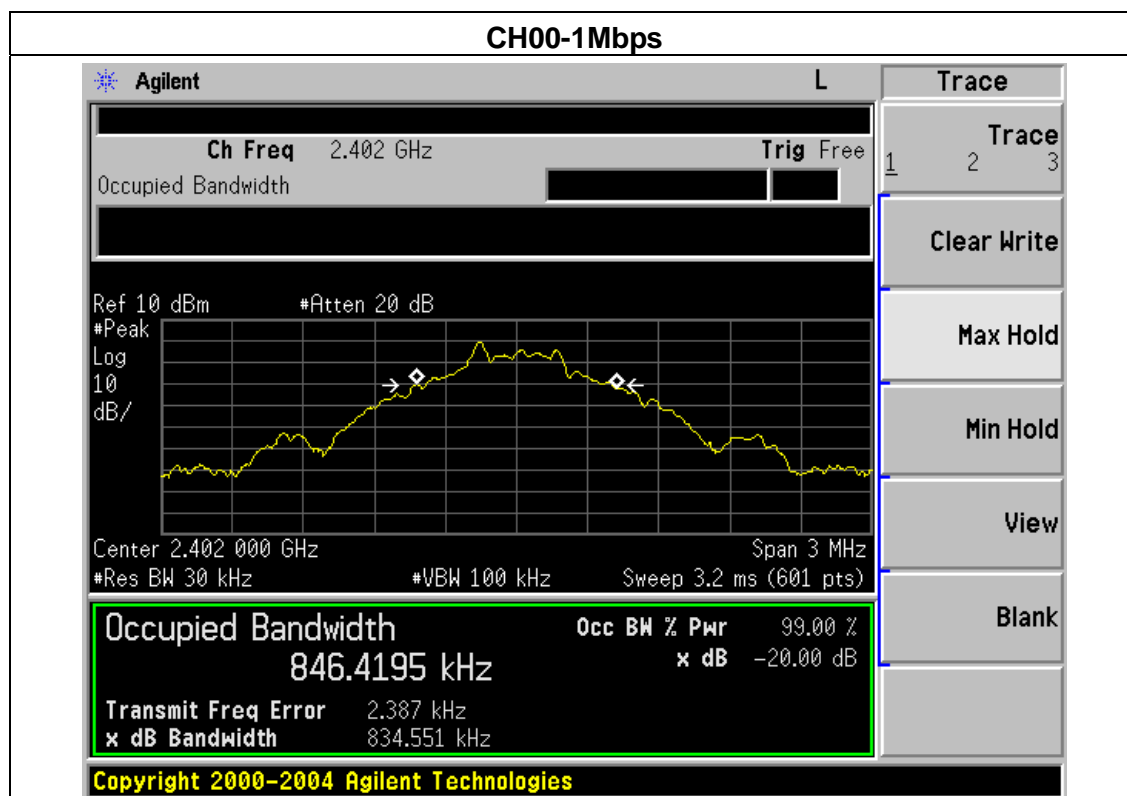 CH00-1Mbps
Agilent L Trace
Ch Freq 2.402 GHz Trig Free
Occupied Bandwidth
Trace
1 2 3
Clear Write
Max Hold
Min Hold
View
Blank
Ref 10 dBm #Atten 20 dB
#Peak
Log
10
dB/
Center 2.402 000 GHz Span 3 MHz
#Res BW 30 kHz #VBW 100 kHz Sweep 3.2 ms (601 pts)
Occupied Bandwidth Occ BW % Pwr 99.00 %
846.4195 kHz x dB -20.00 dB
Transmit Freq Error 2.387 kHz
x dB Bandwidth 834.551 kHz
Copyright 2000-2004 Agilent Technologies